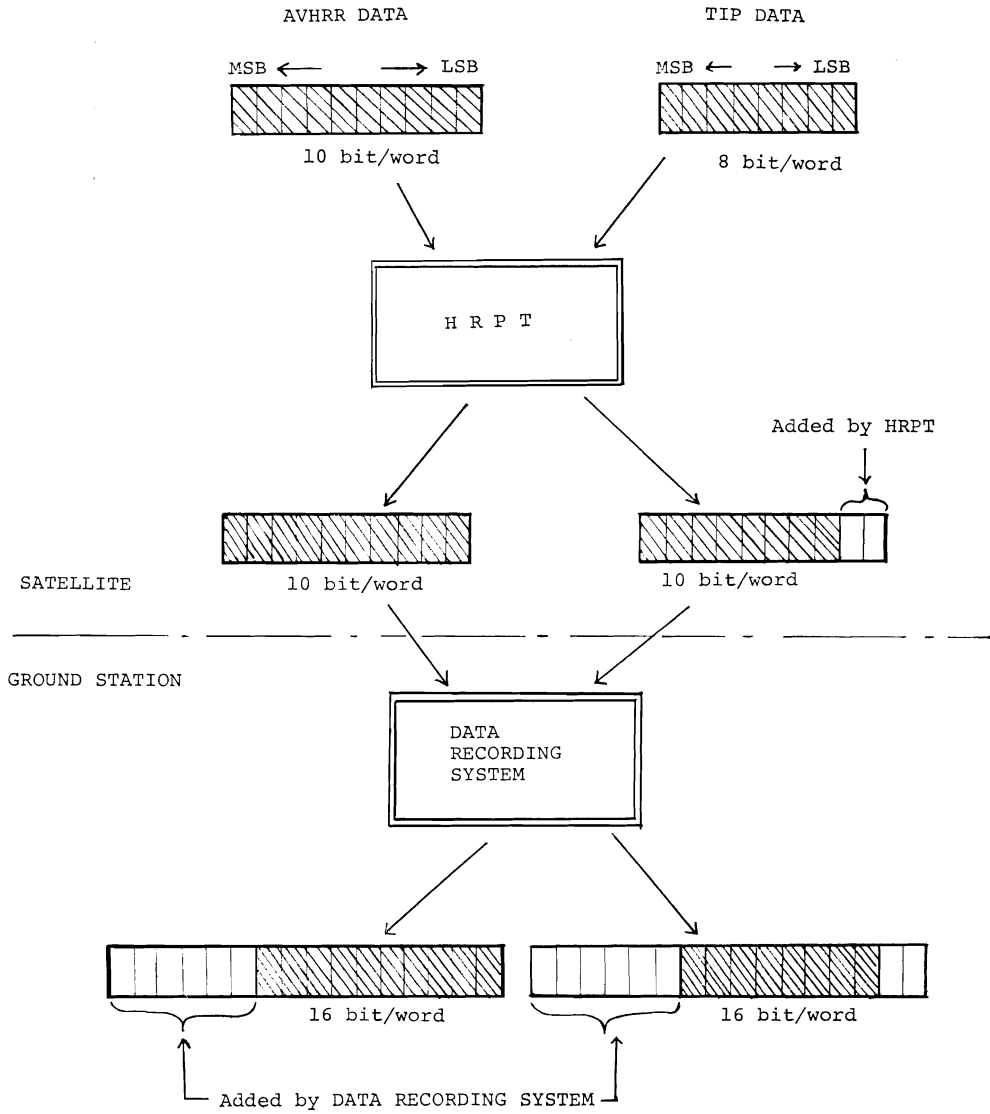 AVHRR DATA
TIP DATA
MSB ← → LSB
MSB ← → LSB
10 bit/word
8 bit/word
H R P T
Added by HRPT
10 bit/word
10 bit/word
SATELLITE
GROUND STATION
DATA
RECORDING
SYSTEM
16 bit/word
16 bit/word
Added by DATA RECORDING SYSTEM